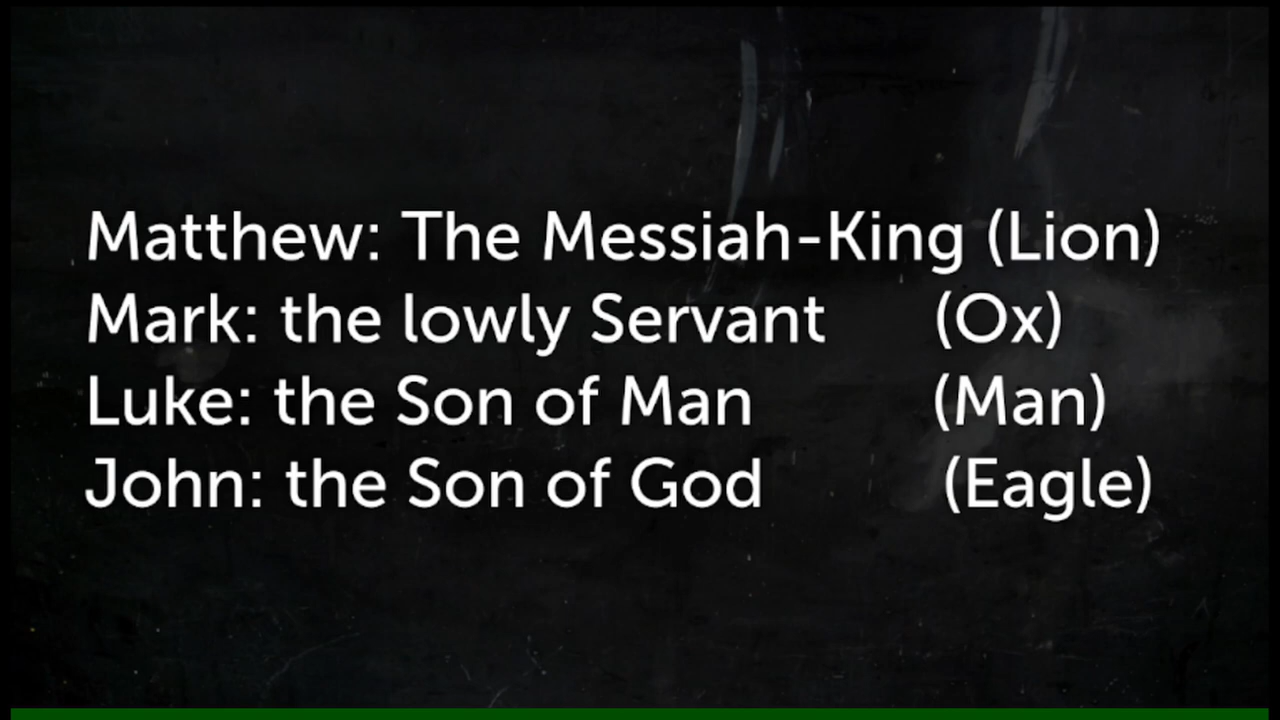 Matthew: The Messiah-King (Lion)
Mark: the lowly Servant (Ox)
Luke: the Son of Man (Man)
John: the Son of God (Eagle)